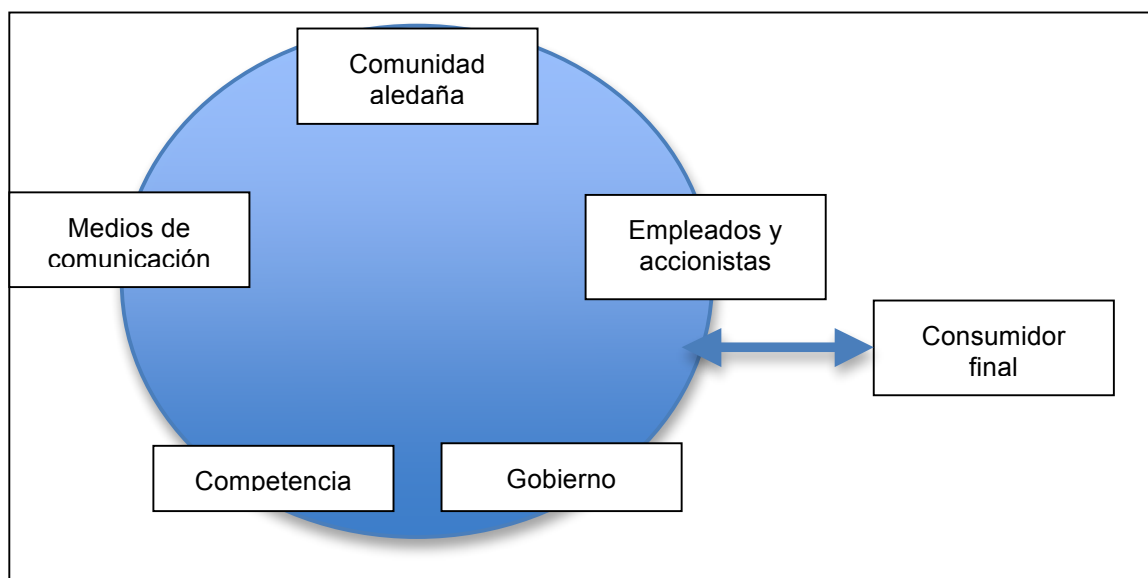 Comunidad
aledaña
Medios de
comunicación
Empleados y
accionistas
Consumidor
final
Competencia
Gobierno